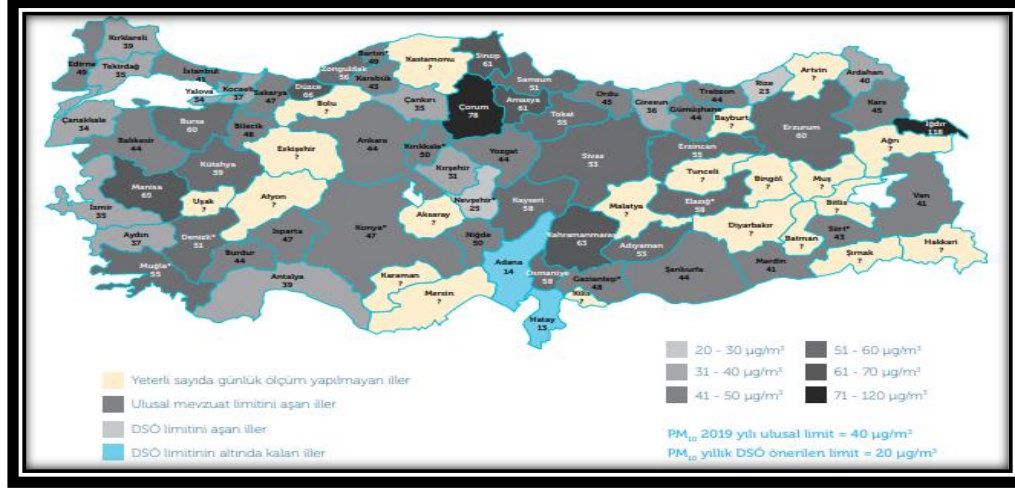 Kırklareli
39
Edirne
45
Tekirdağ
35
İstanbul
41
Yalova
34
Kocaeli
37
Sakarya
47
Düzce
66
Zonguldak
56
Bartın*
49
Karabük
43
Kastamonu
?
Sinop
61
Samsun
51
Bolu
?
Çankırı
35
Çorum
78
Amasya
61
Tokat
55
Ordu
45
Giresun
36
Gümüşhane
44
Trabzon
44
Rize
23
Artvin
?
Ardahan
40
Kars
45
Iğdır
118
Bayburt
?
Erzurum
60
Ağrı
?
Çanakkale
34
Balıkesir
44
Bursa
60
Bilecik
48
Eskişehir
?
Ankara
44
Kırıkkale*
50
Kırşehir
31
Yozgat
44
Sivas
53
Erzincan
55
Tunceli
?
Bingöl
?
Muş
?
Bitlis
?
Van
41
Kütahya
59
Manisa
65
Uşak
?
Afyon
?
İzmir
35
Aydın
37
Denizli*
51
Muğla*
55
Burdur
44
Isparta
47
Antalya
39
Konya*
47
Aksaray
?
Nevşehir*
25
Niğde
50
Kayseri
58
Malatya
?
Elazığ*
58
Diyarbakır
?
Batman
?
Siirt*
43
Şırnak
?
Hakkari
?
Kahramanmaraş
63
Adıyaman
55
Şanlıurfa
44
Mardin
41
Karaman
?
Mersin
?
Adana
14
Osmaniye
58
Gaziantep*
48
Kilis
?
Hatay
13
Yeterli sayıda günlük ölçüm yapılmayan iller
Ulusal mevzuat limitini aşan iller
DSÖ limitini aşan iller
DSÖ limitinin altında kalan iller
20 - 30 µg/m³
31 - 40 µg/m³
41 - 50 µg/m³
51 - 60 µg/m³
61 - 70 µg/m³
71 - 120 µg/m³
PM₁₀ 2019 yılı ulusal limit = 40 µg/m³
PM₁₀ yıllık DSÖ önerilen limit = 20 µg/m³